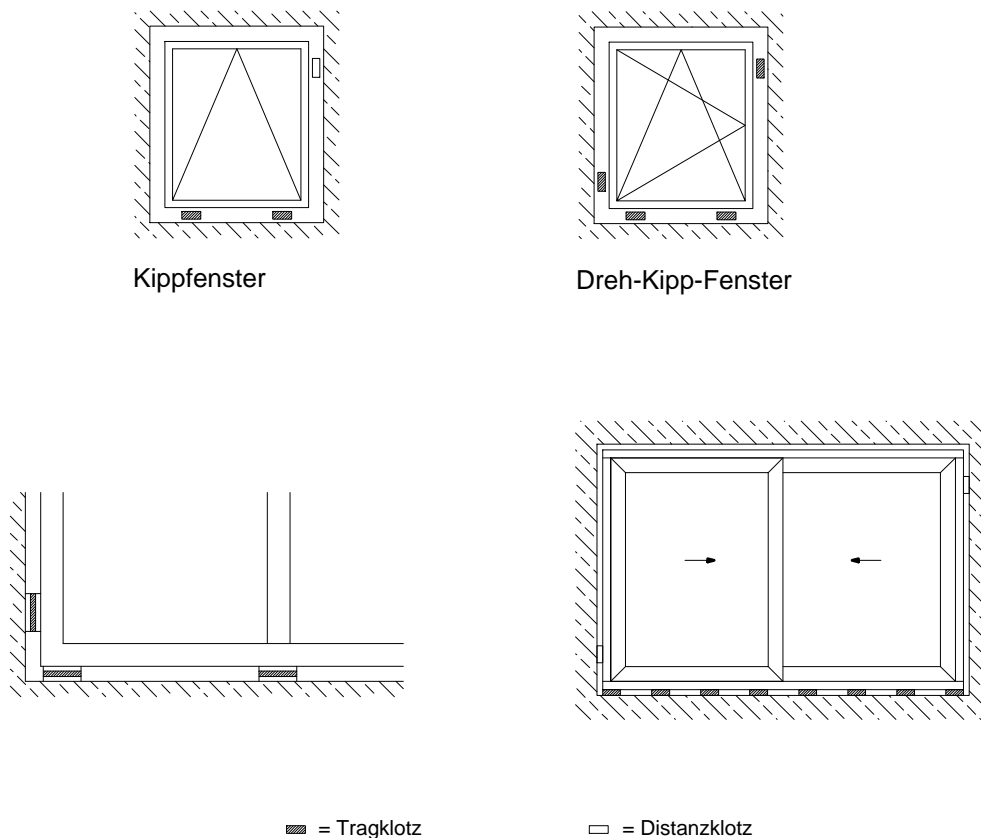 Kippfenster
Dreh-Kipp-Fenster
= Tragklotz
= Distanzklotz